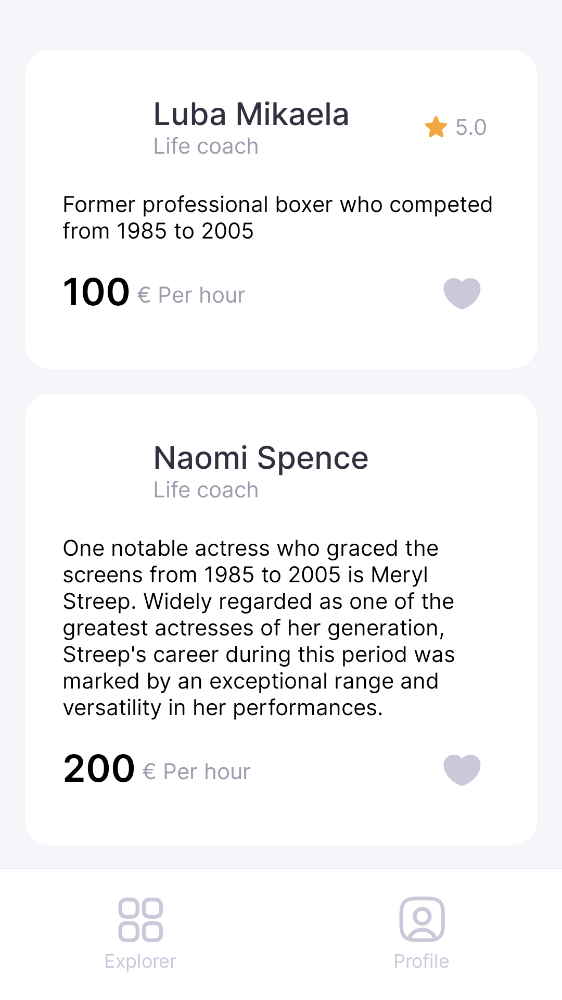 Luba Mikaela
5.0
Life coach
Former professional boxer who competed
from 1985 to 2005
100 € Per hour
Naomi Spence
Life coach
One notable actress who graced the
screens from 1985 to 2005 is Meryl
Streep. Widely regarded as one of the
greatest actresses of her generation,
Streep's career during this period was
marked by an exceptional range and
versatility in her performances.
200 € Per hour
Explorer
Profile